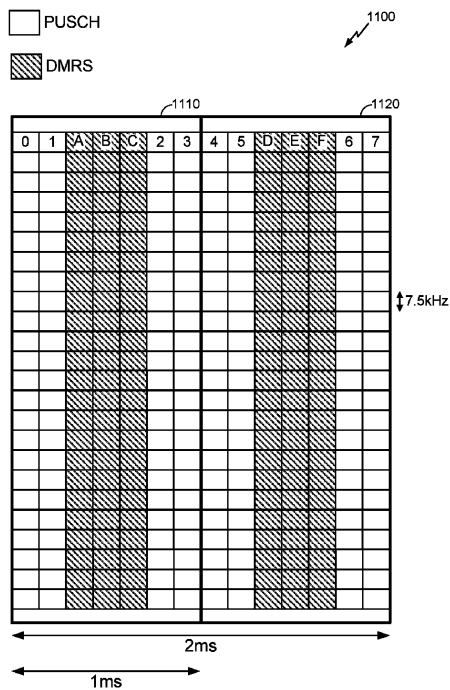 PUSCH
1100
DMRS
1110
1120
0 1 A B C 2 3 4 5 D E F 6 7
7.5kHz
2ms
1ms